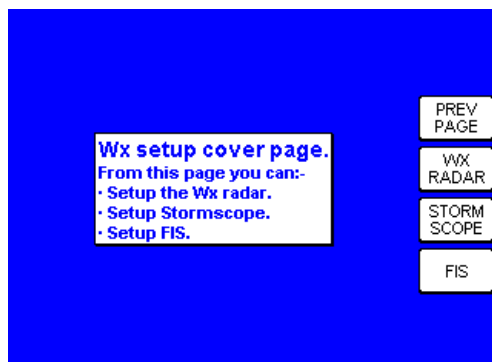 Wx setup cover page.
From this page you can:-
· Setup the Wx radar.
· Setup Stormscope.
· Setup FIS.
PREV
PAGE
WX
RADAR
STORM
SCOPE
FIS